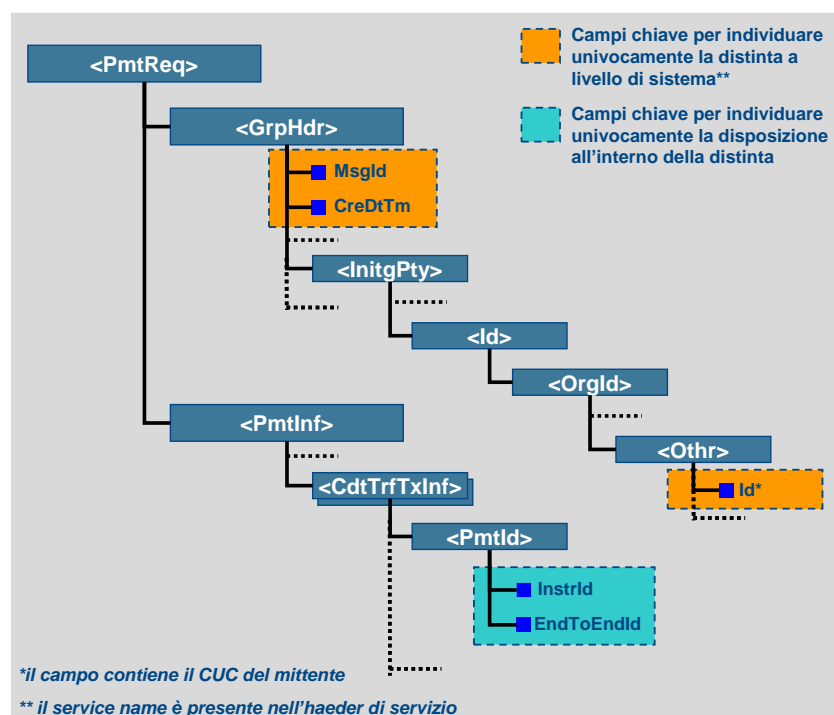 Campi chiave per individuare
univocamente la distinta a
livello di sistema**
Campi chiave per individuare
univocamente la disposizione
all'interno della distinta
<PmtReq>
<GrpHdr>
MsgId
CreDtTm
<InitgPty>
<Id>
<OrgId>
<PmtInf>
<Othr>
<CdtTrfTxInf>
Id*
<PmtId>
InstrId
EndToEndId
*il campo contiene il CUC del mittente
** il service name è presente nell'haeder di servizio